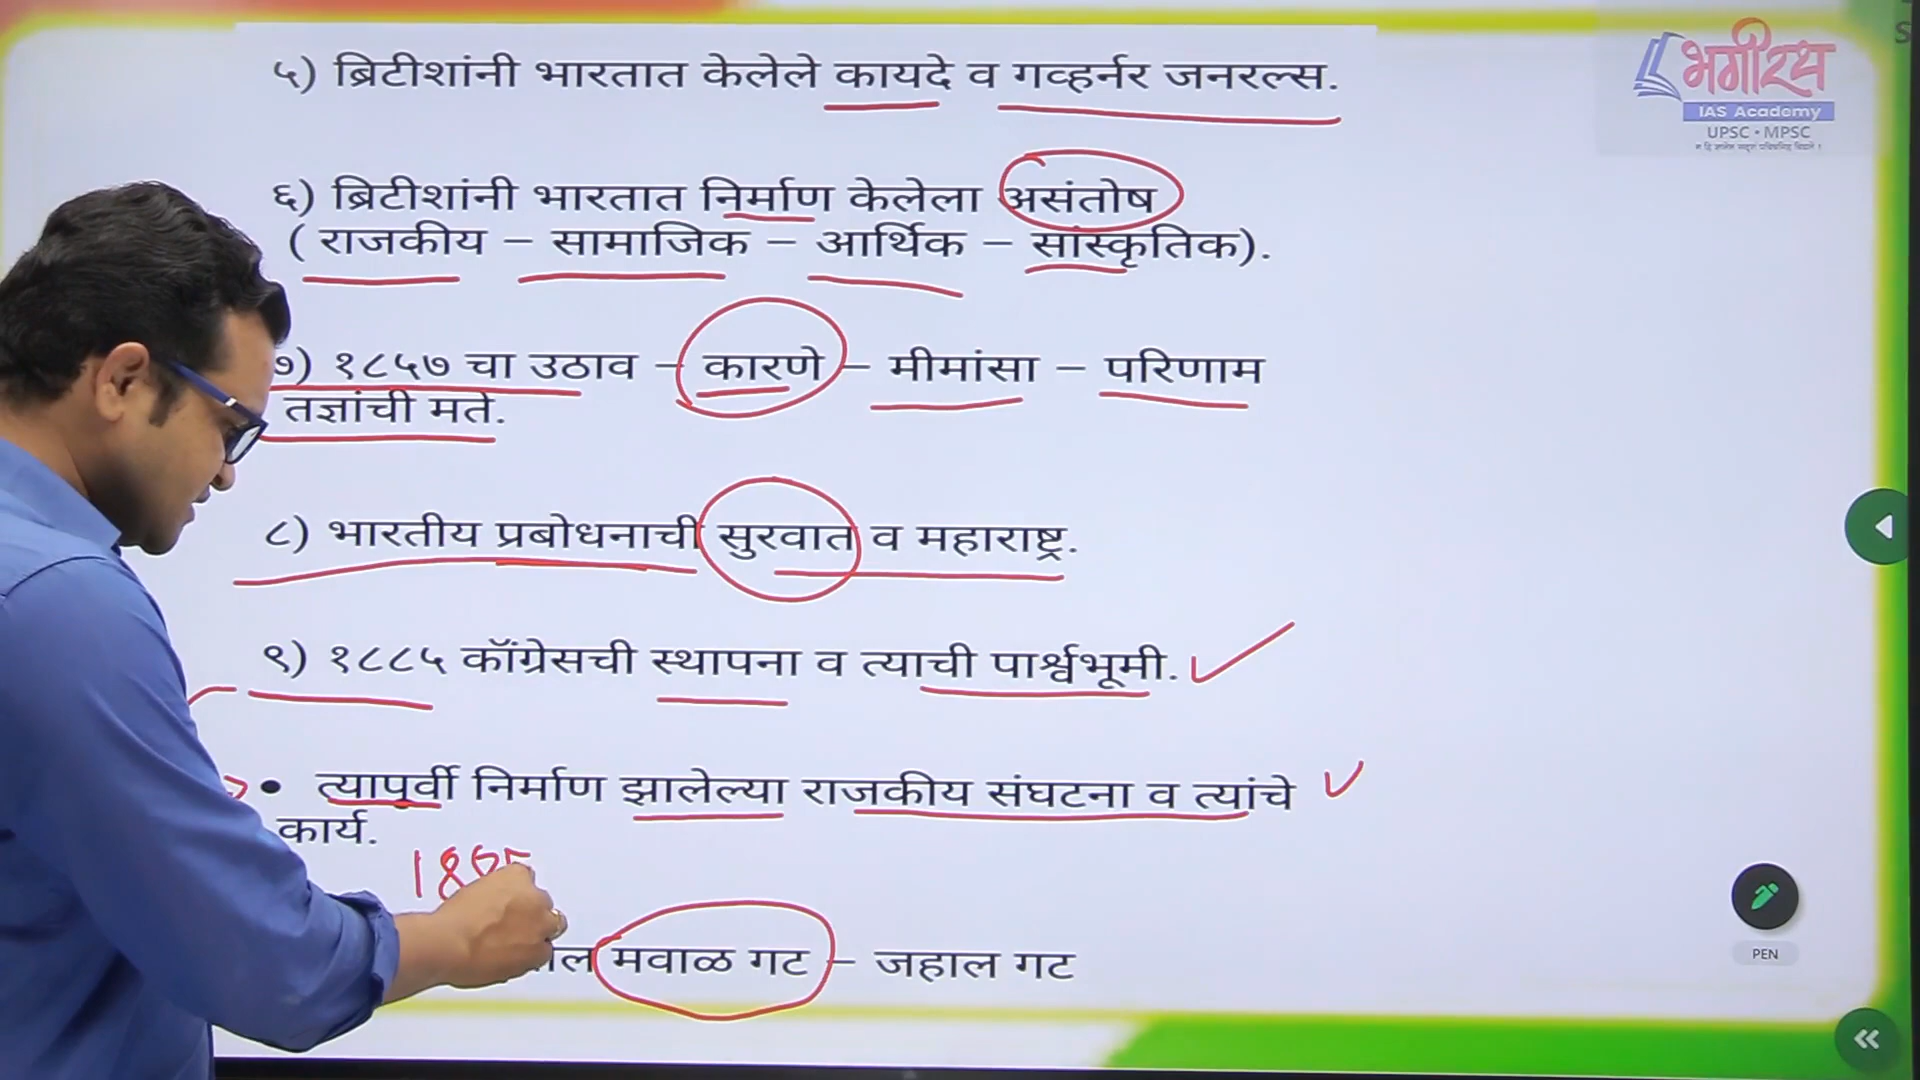 ५) ब्रिटीशांनी भारतात केलेले कायदे व गव्हर्नर जनरल्स.
भगीरथ
IAS Academy
UPSC • MPSC
६) ब्रिटीशांनी भारतात निर्माण केलेला असंतोष
( राजकीय – सामाजिक – आर्थिक – सांस्कृतिक).
७) १८५७ चा उठाव – कारणे – मीमांसा – परिणाम
तज्ञांची मते.
८) भारतीय प्रबोधनाची सुरवात व महाराष्ट्र.
९) १८८५ कॉंग्रेसची स्थापना व त्याची पार्श्वभूमी.
• त्यापुर्वी निर्माण झालेल्या राजकीय संघटना व त्यांचे
कार्य.
1885
मवाळ गट – जहाल गट
PEN